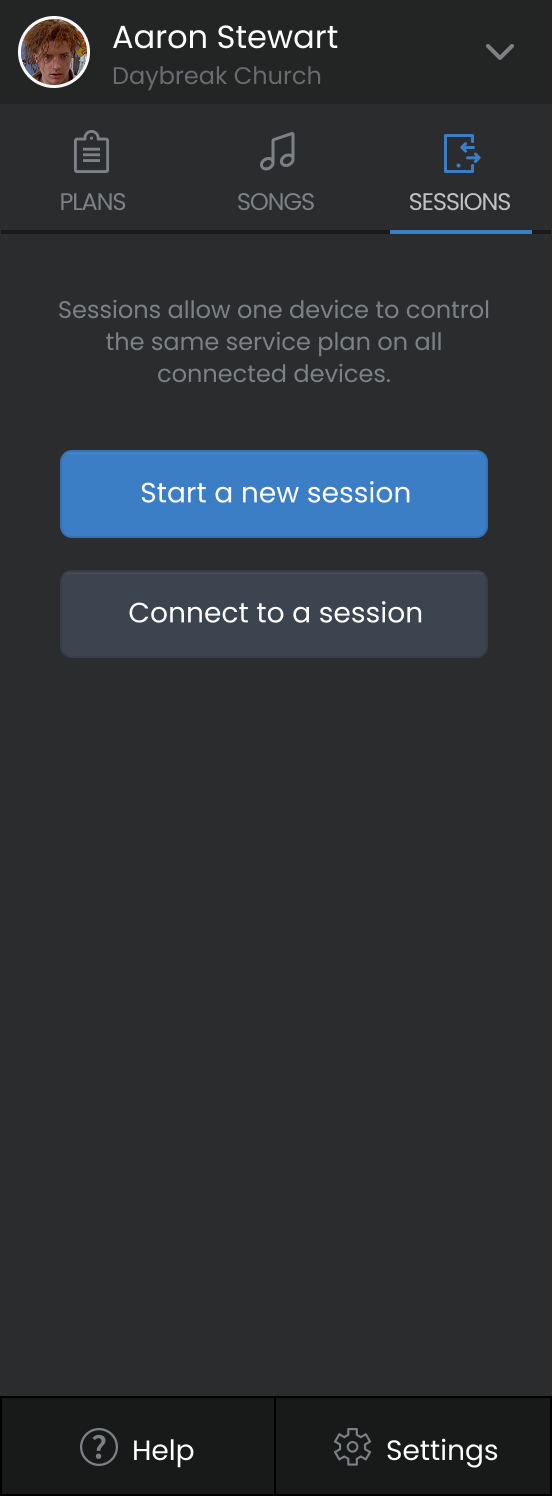 Aaron Stewart
Daybreak Church
PLANS
SONGS
SESSIONS
Sessions allow one device to control
the same service plan on all
connected devices.
Start a new session
Connect to a session
Help
Settings